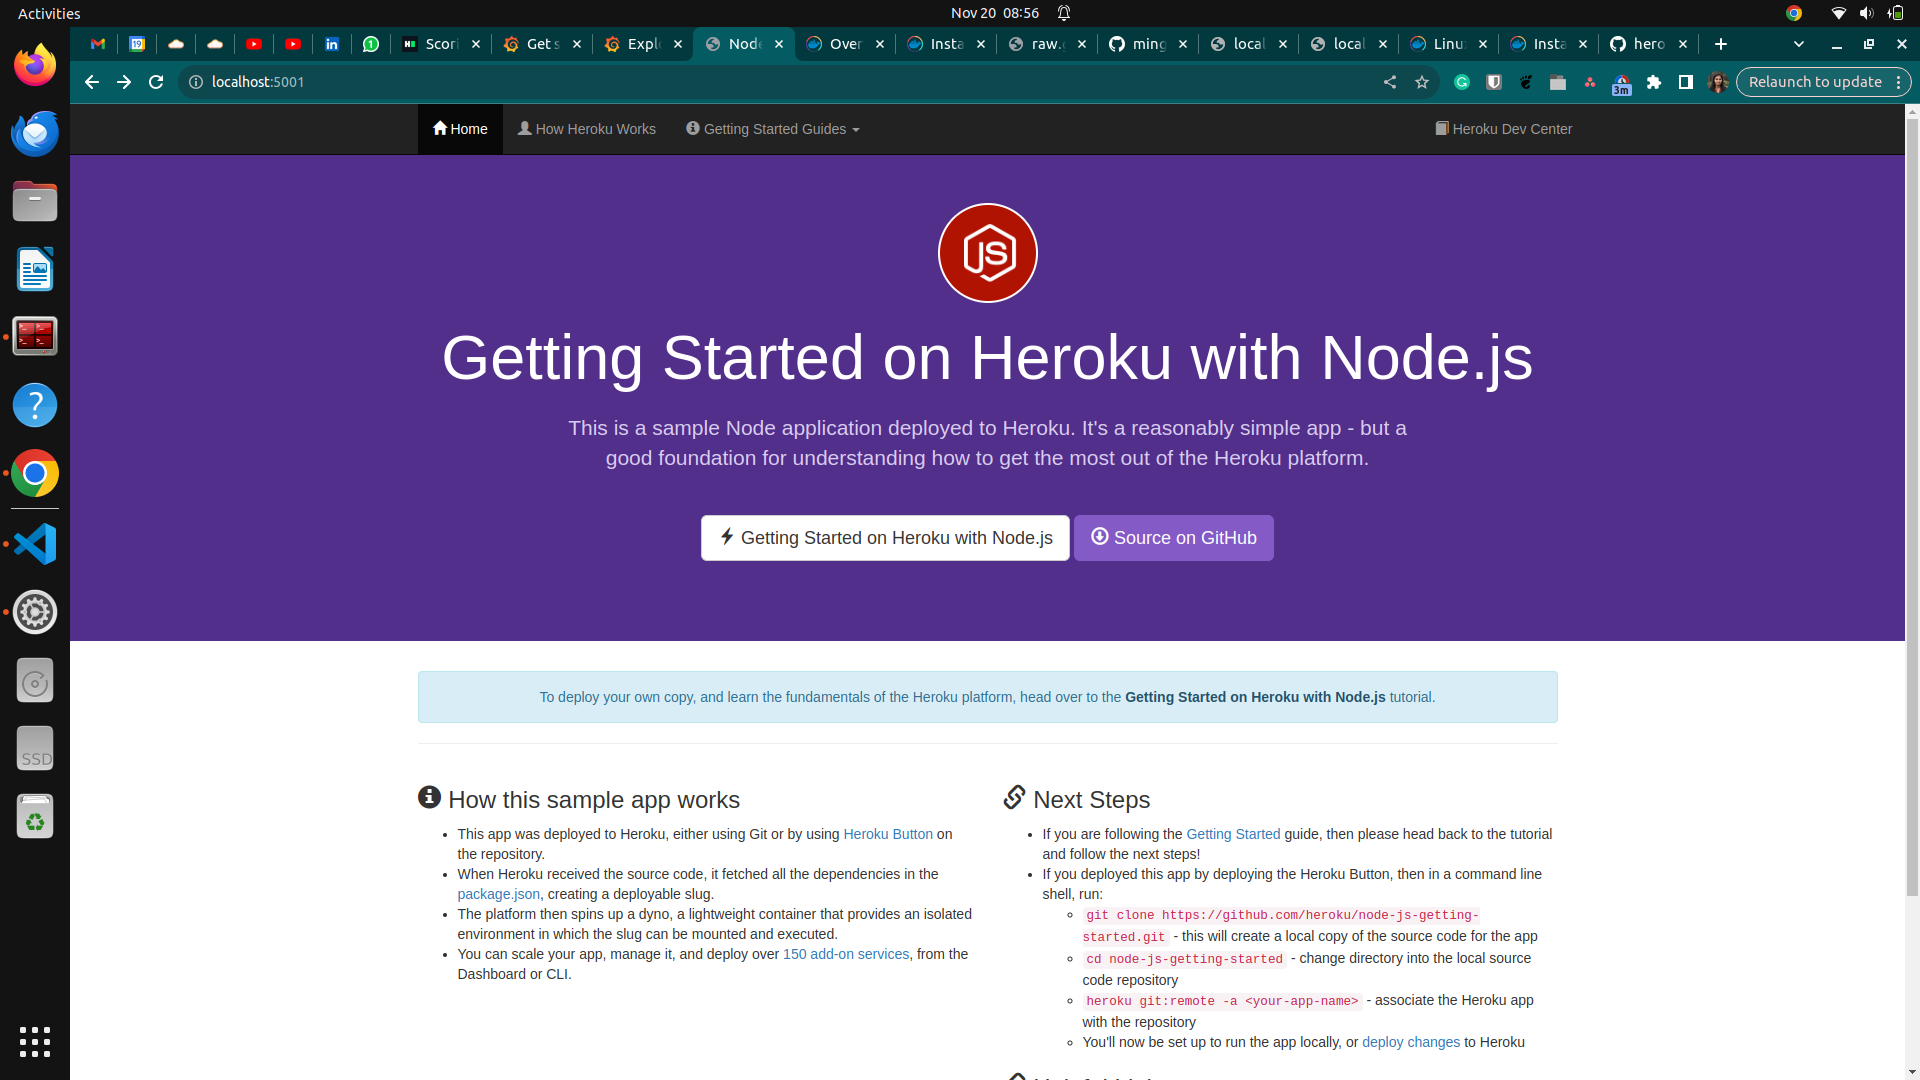 Activities
Nov 20 08:56
19
1
Scori
Get s
Explo
Node
Over
Insta
raw.g
ming
local
local
Linu
Insta
hero
localhost:5001
3m
Relaunch to update
Home
How Heroku Works
Getting Started Guides
Heroku Dev Center
JS
Getting Started on Heroku with Node.js
This is a sample Node application deployed to Heroku. It's a reasonably simple app - but a
good foundation for understanding how to get the most out of the Heroku platform.
Getting Started on Heroku with Node.js
Source on GitHub
To deploy your own copy, and learn the fundamentals of the Heroku platform, head over to the Getting Started on Heroku with Node.js tutorial.
How this sample app works
This app was deployed to Heroku, either using Git or by using Heroku Button on
the repository.
When Heroku received the source code, it fetched all the dependencies in the
package.json, creating a deployable slug.
The platform then spins up a dyno, a lightweight container that provides an isolated
environment in which the slug can be mounted and executed.
You can scale your app, manage it, and deploy over 150 add-on services, from the
Dashboard or CLI.
Next Steps
If you are following the Getting Started guide, then please head back to the tutorial
and follow the next steps!
If you deployed this app by deploying the Heroku Button, then in a command line
shell, run:
git clone https://github.com/heroku/node-js-getting-
started.git - this will create a local copy of the source code for the app
cd node-js-getting-started - change directory into the local source
code repository
heroku git:remote -a <your-app-name> - associate the Heroku app
with the repository
You'll now be set up to run the app locally, or deploy changes to Heroku
SSD